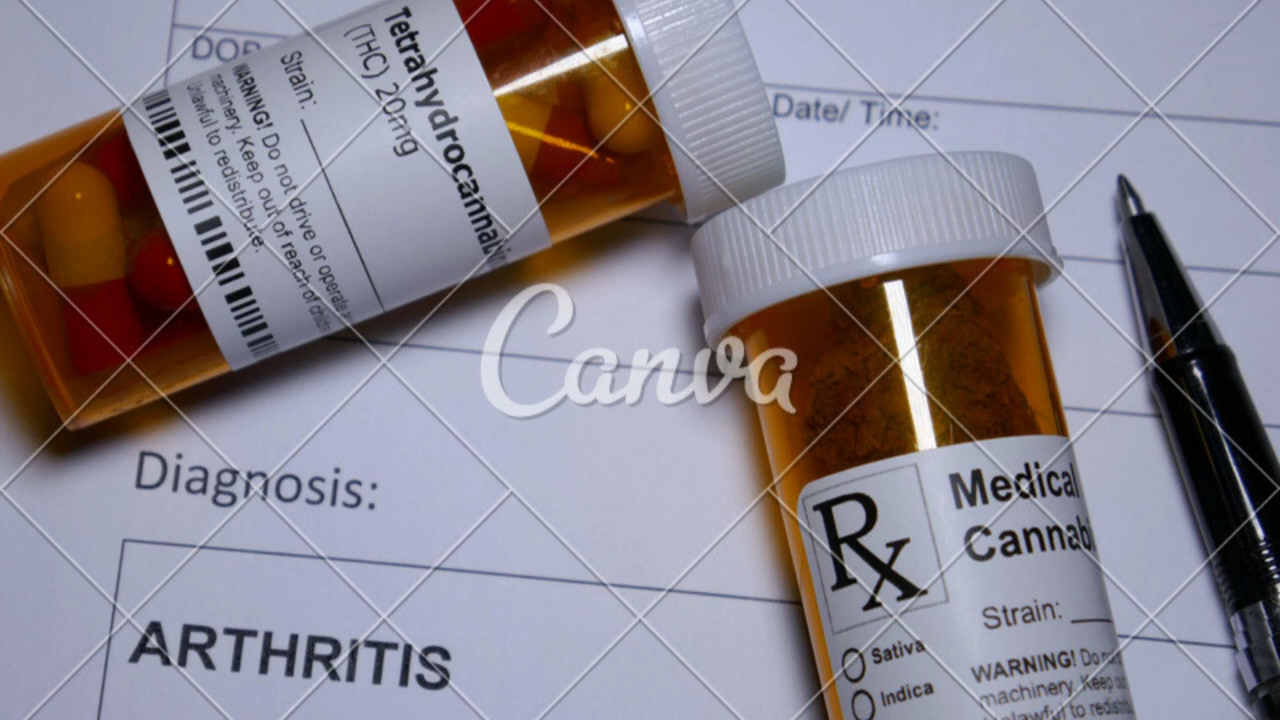 DOB
Date/ Time:
Tetrahydrocannabin
(THC) 20mg
Strain:
WARNING! Do not drive or operate
machinery. Keep out of reach of
Unlawful to redistribute.
Canva
Diagnosis:
ARTHRITIS
Rx
Medical
Cannab
Strain:
Sativa
Indica
WARNING! Do
machinery. Keep